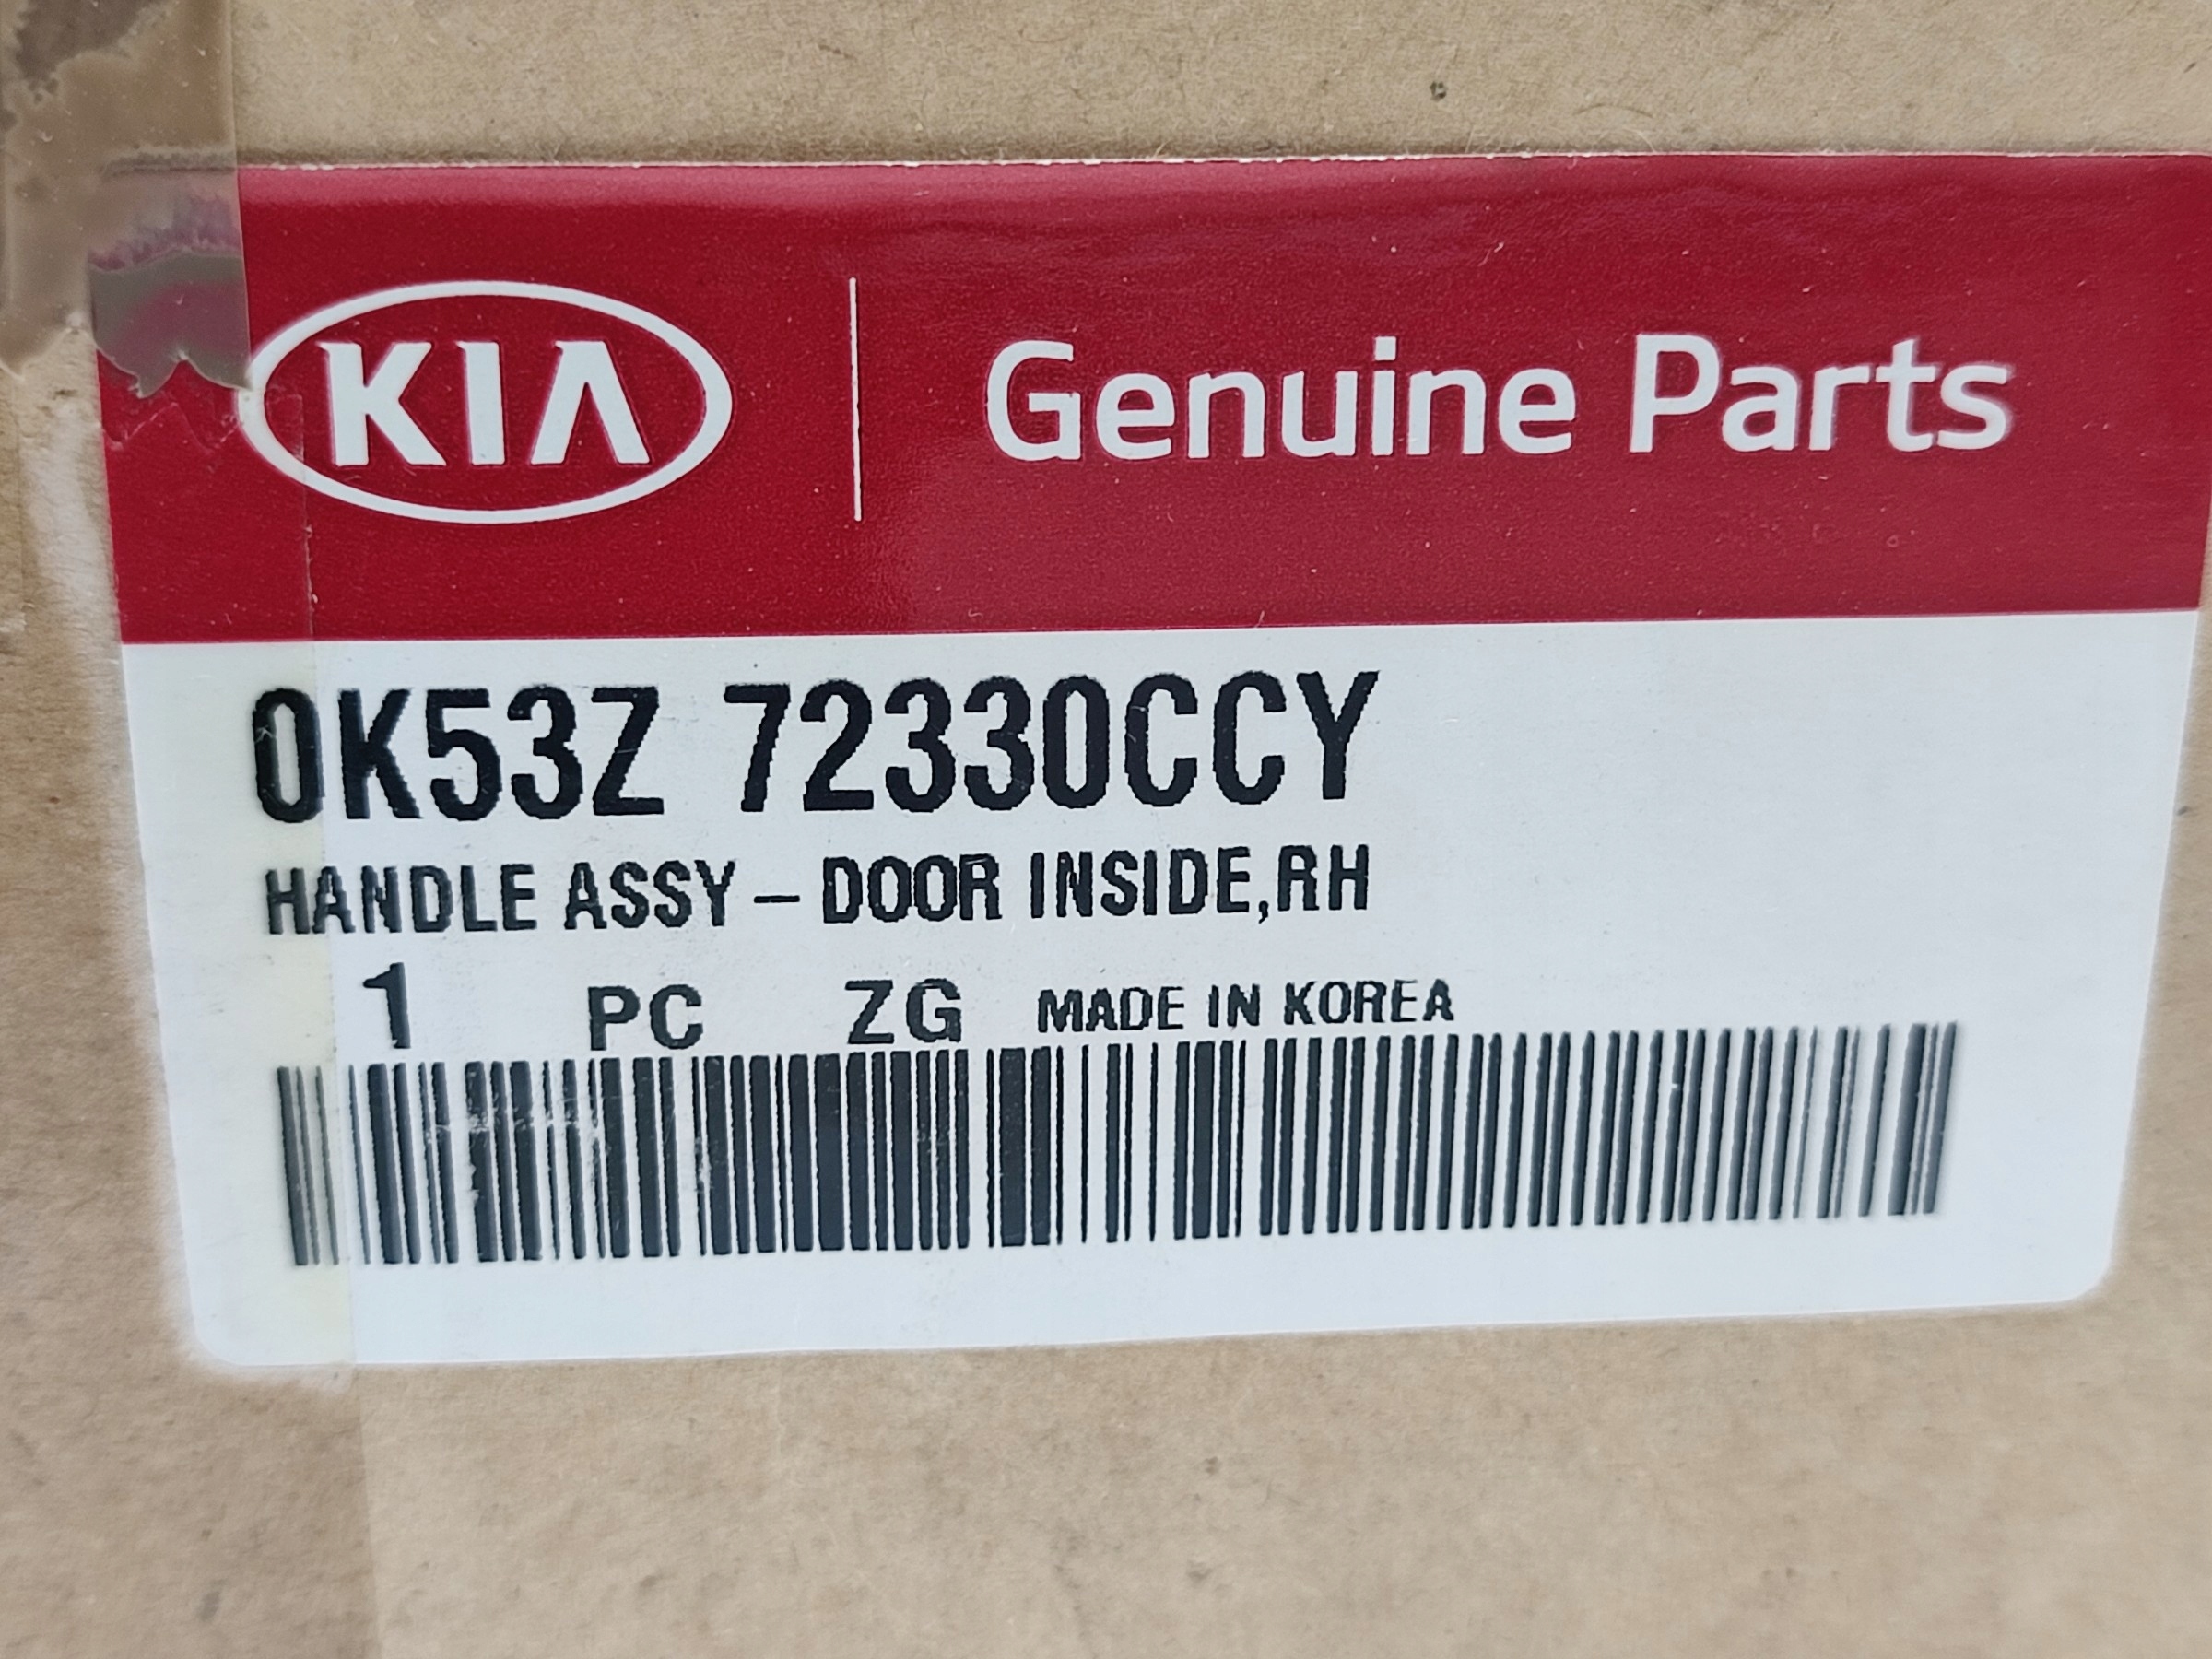 KIA Genuine Parts
0K53Z 72330CCY
HANDLE ASSY – DOOR INSIDE,RH
1 PC ZG MADE IN KOREA